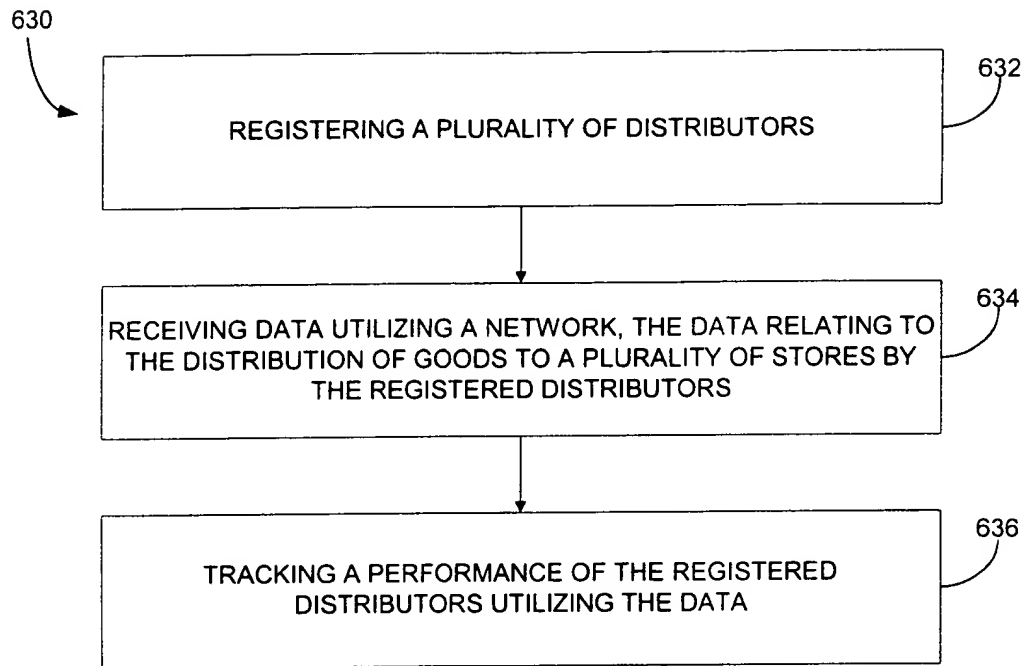 630
632
REGISTERING A PLURALITY OF DISTRIBUTORS
634
RECEIVING DATA UTILIZING A NETWORK, THE DATA RELATING TO
THE DISTRIBUTION OF GOODS TO A PLURALITY OF STORES BY
THE REGISTERED DISTRIBUTORS
636
TRACKING A PERFORMANCE OF THE REGISTERED
DISTRIBUTORS UTILIZING THE DATA